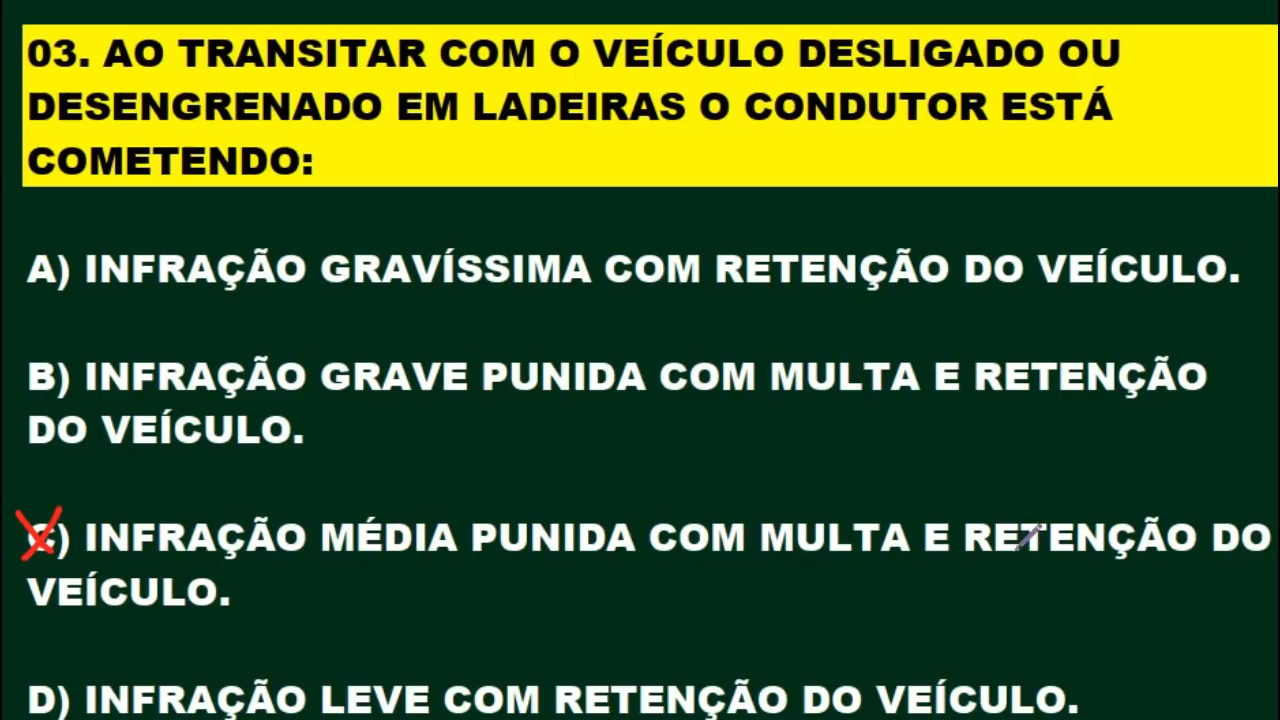 03. AO TRANSITAR COM O VEÍCULO DESLIGADO OU
DESENGRENADO EM LADEIRAS O CONDUTOR ESTÁ
COMETENDO:
A) INFRAÇÃO GRAVÍSSIMA COM RETENÇÃO DO VEÍCULO.
B) INFRAÇÃO GRAVE PUNIDA COM MULTA E RETENÇÃO
DO VEÍCULO.
C) INFRAÇÃO MÉDIA PUNIDA COM MULTA E RETENÇÃO DO
VEÍCULO.
D) INFRAÇÃO LEVE COM RETENÇÃO DO VEÍCULO.